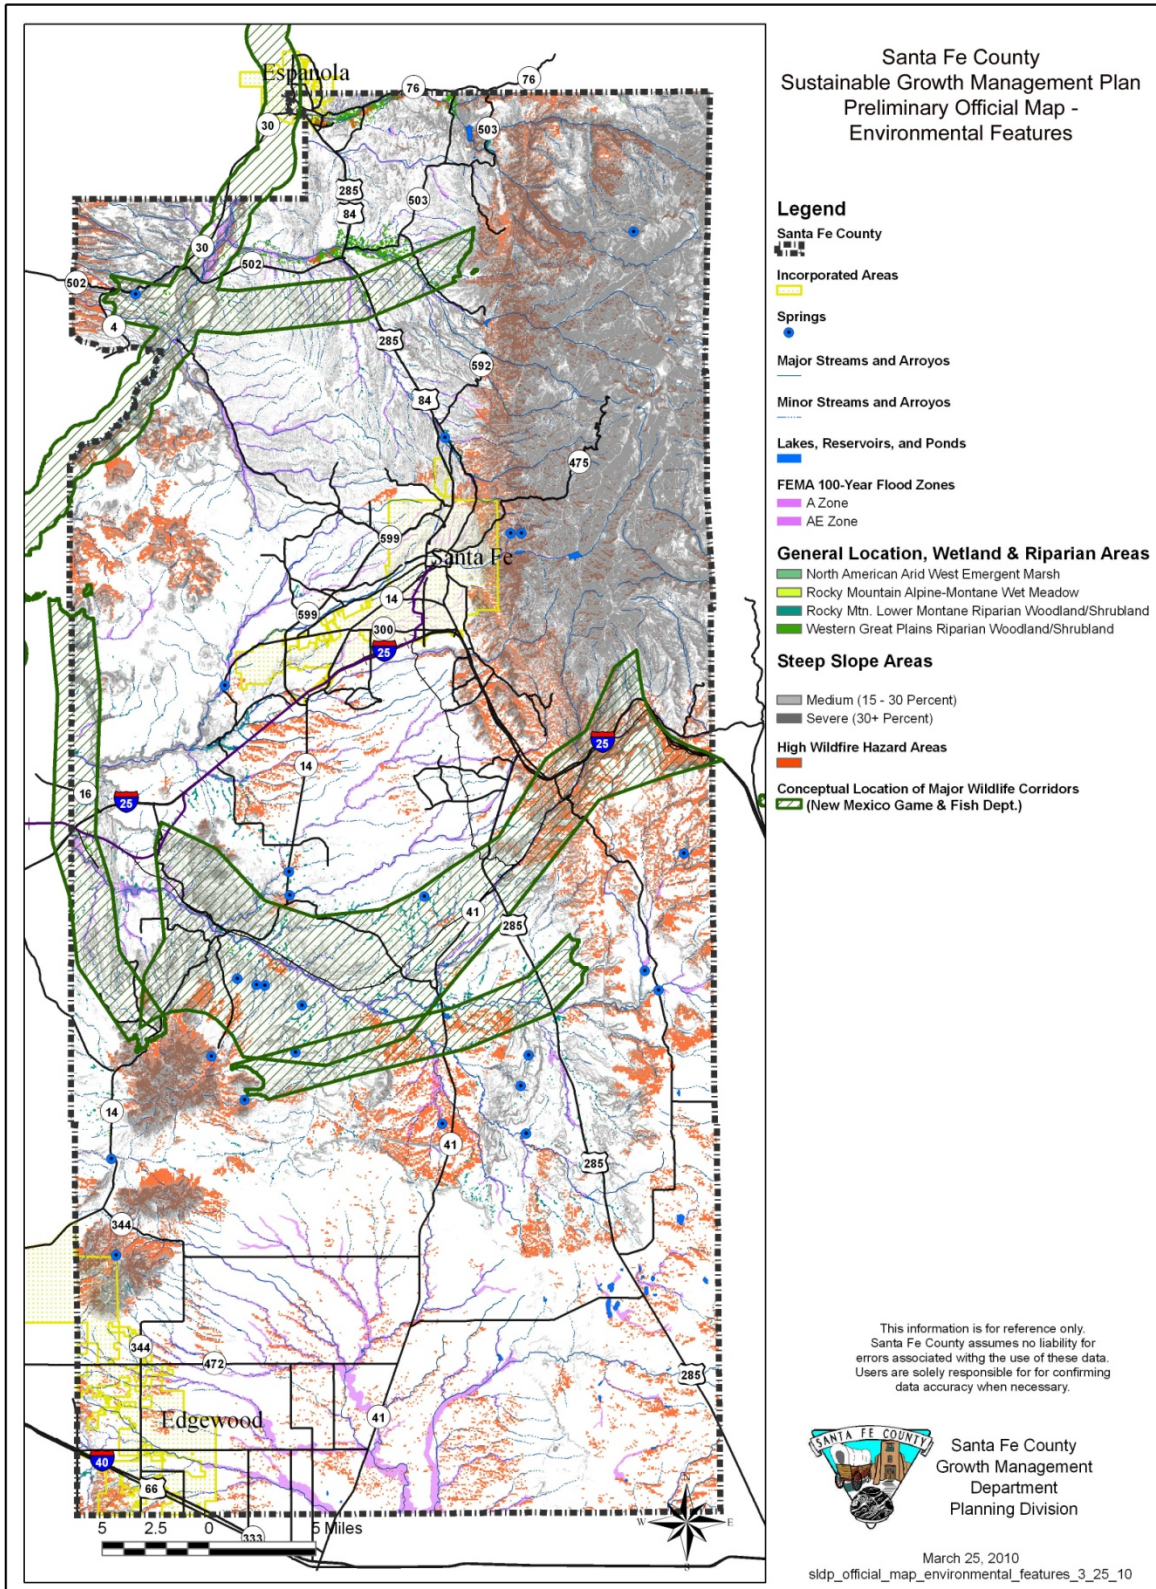 Santa Fe County
Sustainable Growth Management Plan
Preliminary Official Map -
Environmental Features
Legend
Santa Fe County
Incorporated Areas
Springs
Major Streams and Arroyos
Minor Streams and Arroyos
Lakes, Reservoirs, and Ponds
FEMA 100-Year Flood Zones
A Zone
AE Zone
General Location, Wetland & Riparian Areas
North American Arid West Emergent Marsh
Rocky Mountain Alpine-Montane Wet Meadow
Rocky Mtn. Lower Montane Riparian Woodland/Shrubland
Western Great Plains Riparian Woodland/Shrubland
Steep Slope Areas
Medium (15 - 30 Percent)
Severe (30+ Percent)
High Wildfire Hazard Areas
Conceptual Location of Major Wildlife Corridors
(New Mexico Game & Fish Dept.)
Espanola
76
76
30
503
285
84
503
30
502
502
4
285
592
84
475
599
Santa Fe
14
599
300
25
25
14
16
25
41
285
14
41
285
344
344
472
285
41
Edgewood
40
66
333
5 2.5 0 5 Miles
N
W E
S
This information is for reference only.
Santa Fe County assumes no liability for
errors associated withg the use of these data.
Users are solely responsible for for confirming
data accuracy when necessary.
SANTA FE COUNTY
Santa Fe County
Growth Management
Department
Planning Division
March 25, 2010
sldp_official_map_environmental_features_3_25_10